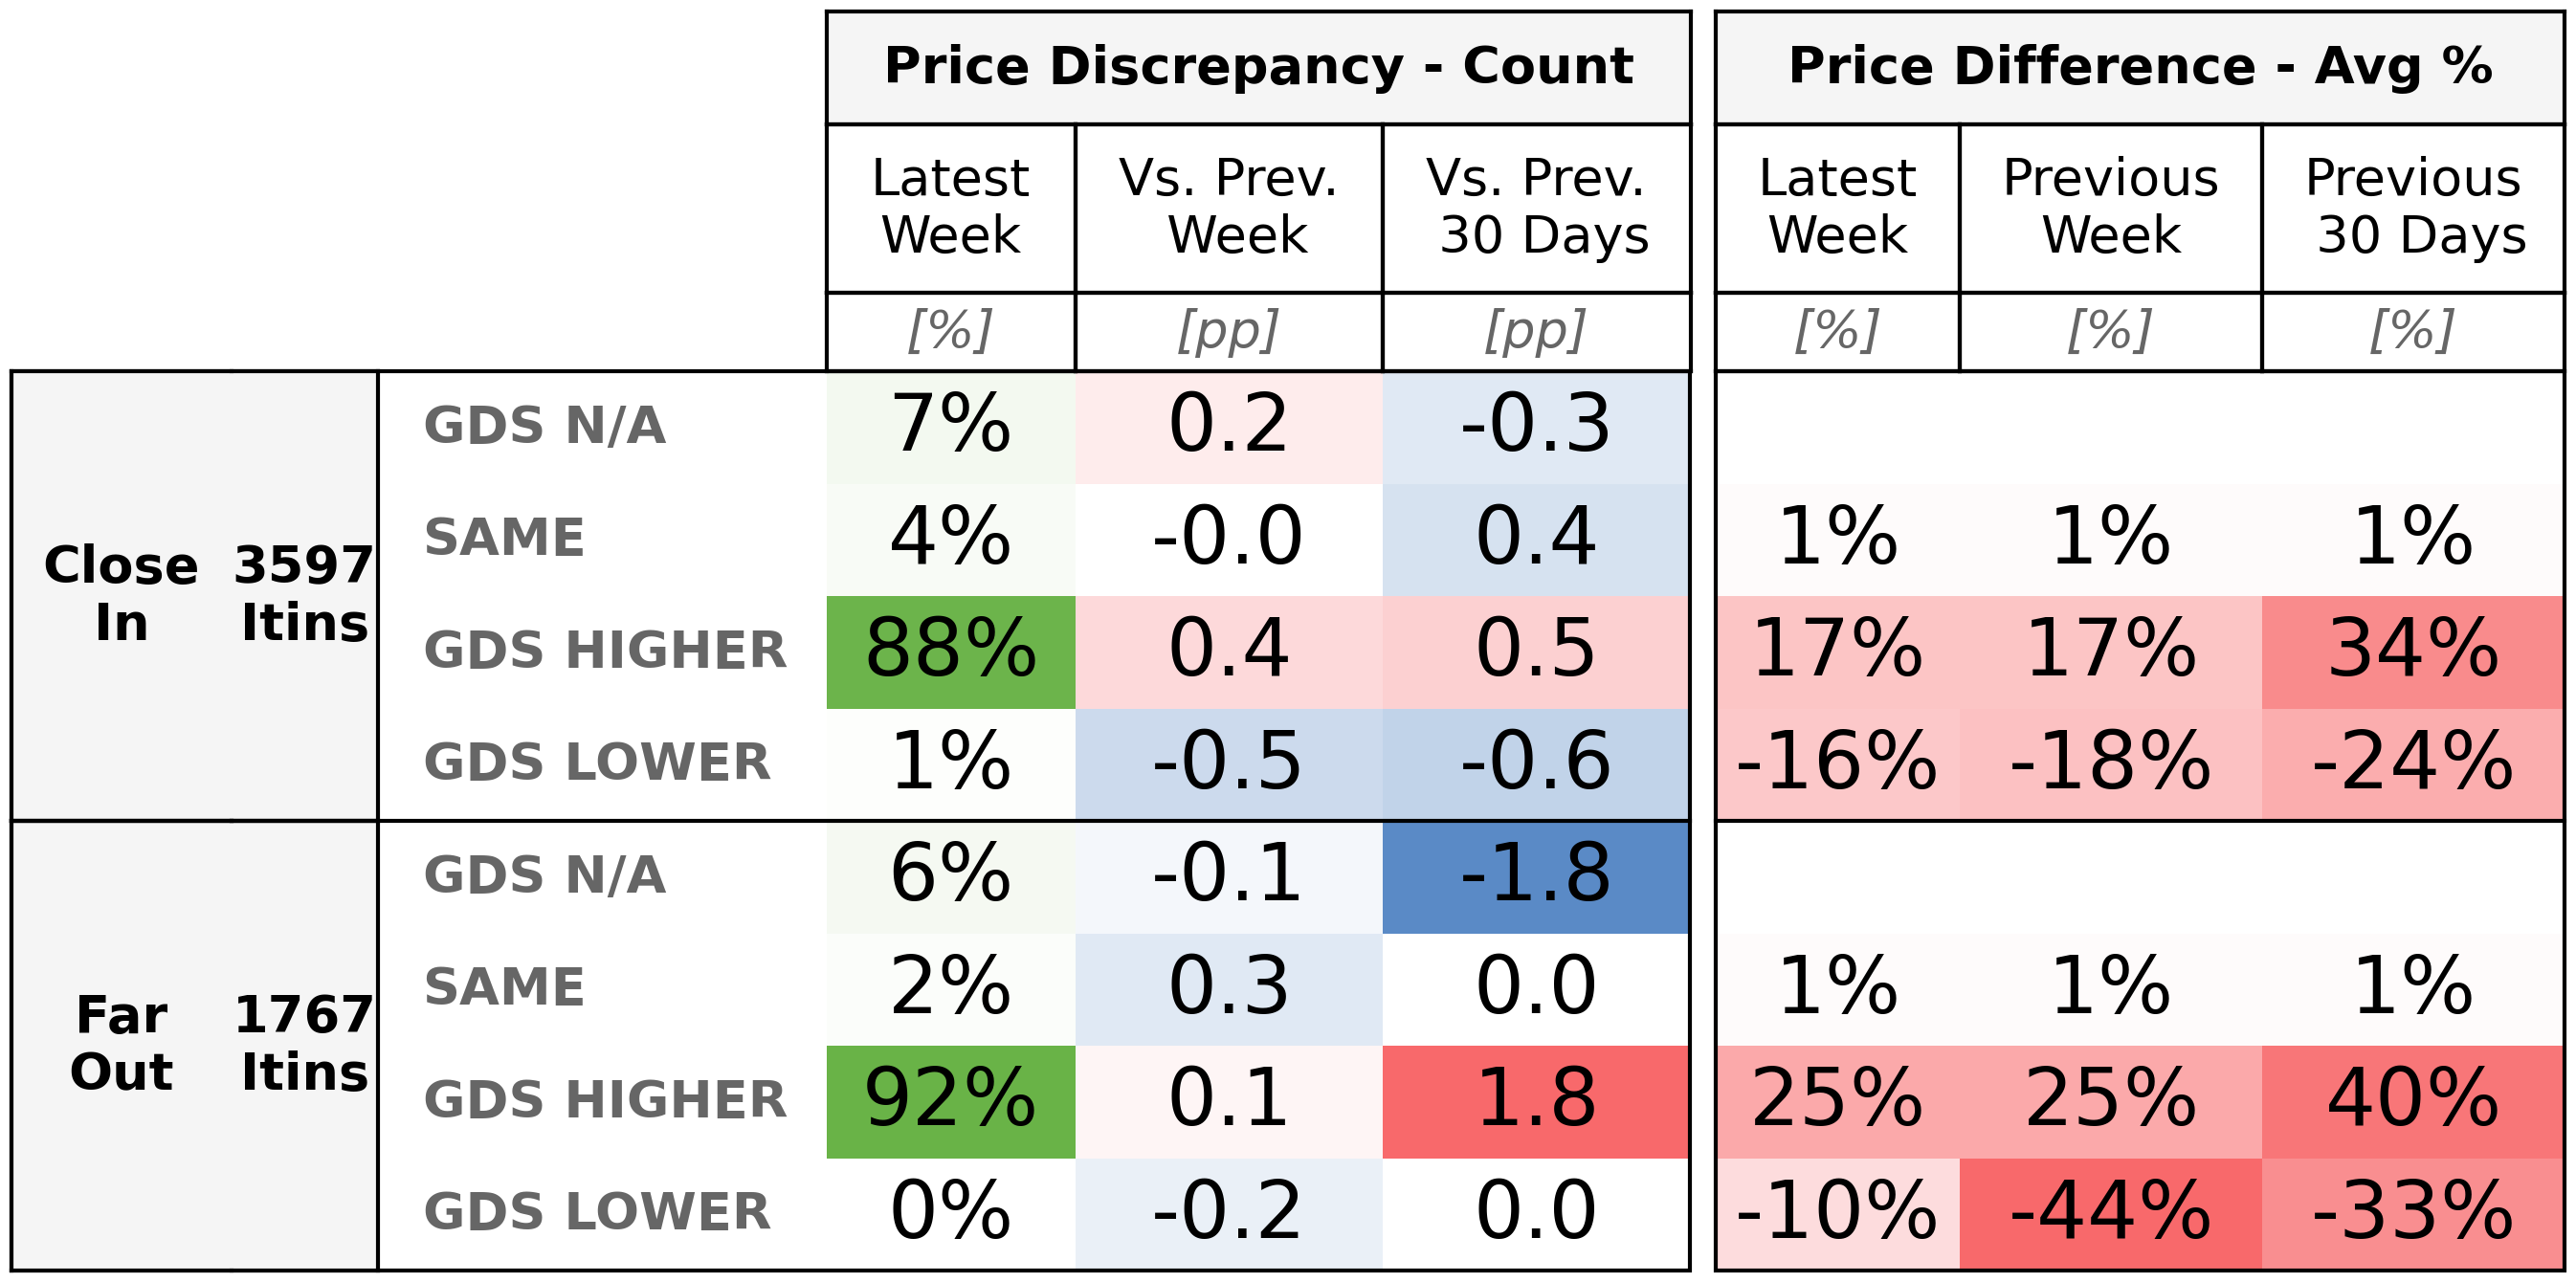 Price Discrepancy - Count Price Difference - Avg %
Latest Week Vs. Prev. Week Vs. Prev. 30 Days Latest Week Previous Week Previous 30 Days
[%] [pp] [pp] [%] [%] [%]
Close In 3597 Itins
GDS N/A 7% 0.2 -0.3
SAME 4% -0.0 0.4 1% 1% 1%
GDS HIGHER 88% 0.4 0.5 17% 17% 34%
GDS LOWER 1% -0.5 -0.6 -16% -18% -24%
Far Out 1767 Itins
GDS N/A 6% -0.1 -1.8
SAME 2% 0.3 0.0 1% 1% 1%
GDS HIGHER 92% 0.1 1.8 25% 25% 40%
GDS LOWER 0% -0.2 0.0 -10% -44% -33%